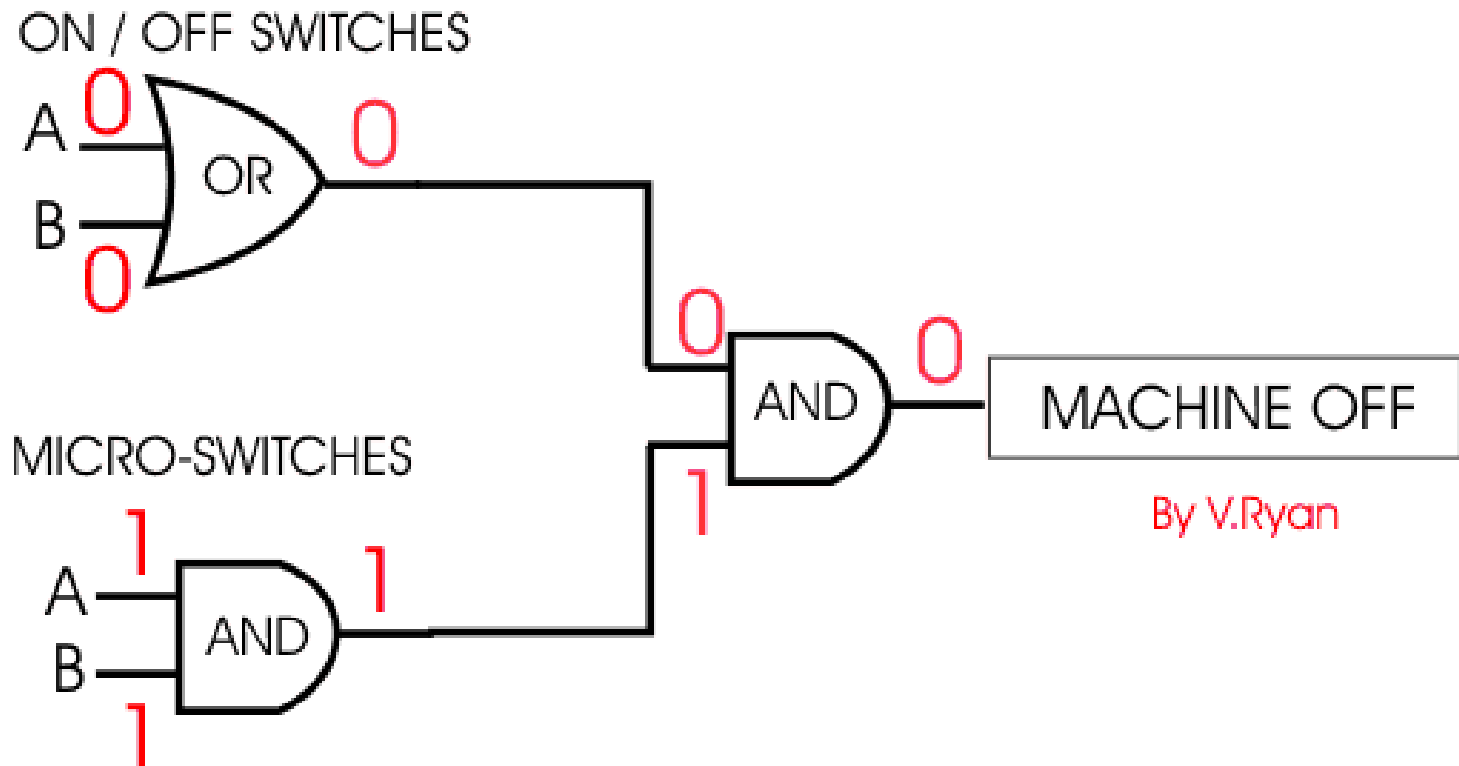 ON / OFF SWITCHES
0
A
OR
0
B
0
0
AND
0
MACHINE OFF
1
By V.Ryan
MICRO-SWITCHES
1
A
AND
1
B
1